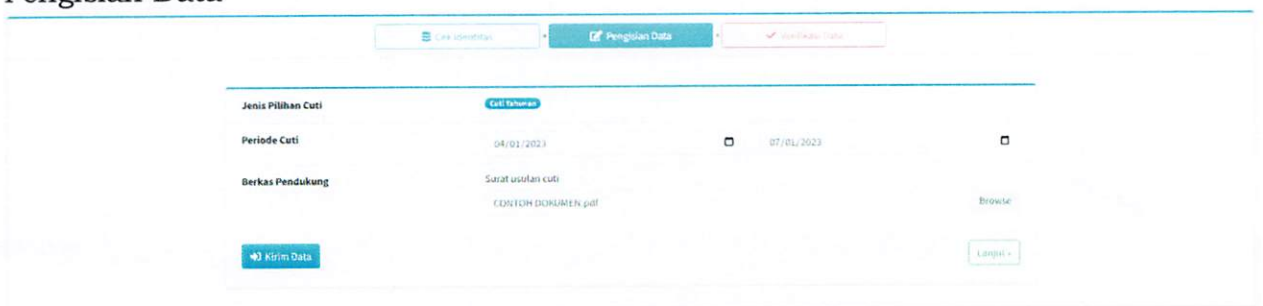 Pengisian Data
Cek Identitas
Pengisian Data
Verifikasi Data
Jenis Pilihan Cuti
Cuti Tahunan
Periode Cuti
04/01/2023
07/01/2023
Berkas Pendukung
Surat usulan cuti
CONTOH DOKUMEN.pdf
Browse
Kirim Data
Lanjut »